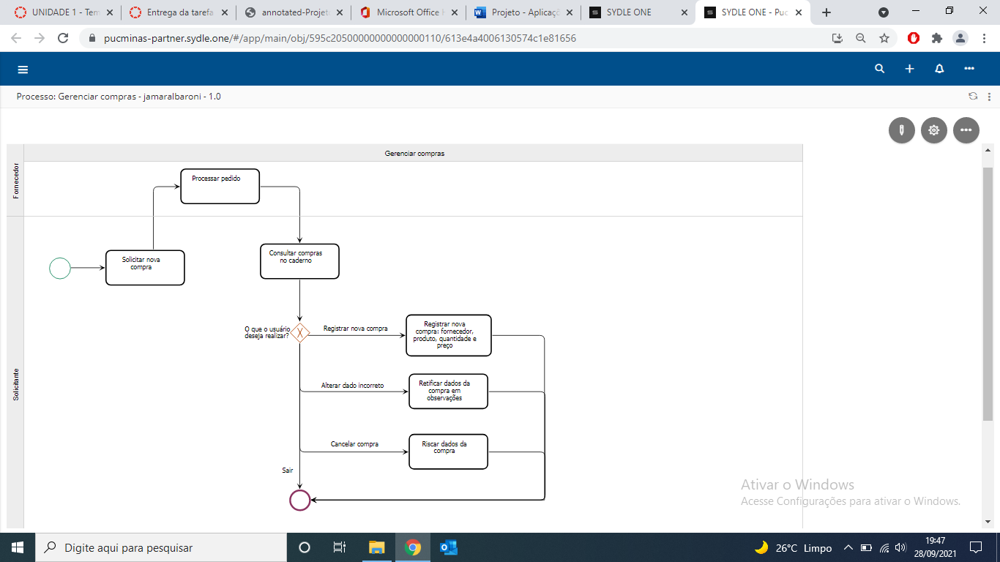 UNIDADE 1 - Tem
Entrega da tarefa
annotated-Projeto
Microsoft Office H
Projeto - Aplicaçõ
SYDLE ONE
SYDLE ONE - Puc
pucminas-partner.sydle.one/#/app/main/obj/595c20500000000000000110/613e4a4006130574c1e81656
Processo: Gerenciar compras - jamaralbaroni - 1.0
Gerenciar compras
Fornecedor
Processar pedido
Solicitante
Solicitar nova
compra
Consultar compras
no caderno
O que o usuário
deseja realizar?
X
Registrar nova compra
Registrar nova
compra: fornecedor,
produto, quantidade e
preço
Alterar dado incorreto
Retificar dados da
compra em
observações
Cancelar compra
Riscar dados da
compra
Sair
Ativar o Windows
Acesse Configurações para ativar o Windows.
Digite aqui para pesquisar
26°C Limpo
19:47
28/09/2021